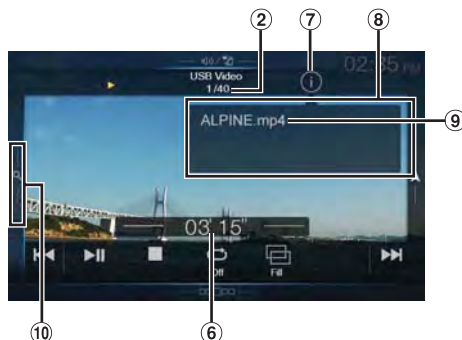 ② ⑦ ⑧
02:35 PM
USB Video
1/40
ALPINE.mp4
⑨
03' 15"
Off
Fill
⑩ ⑥